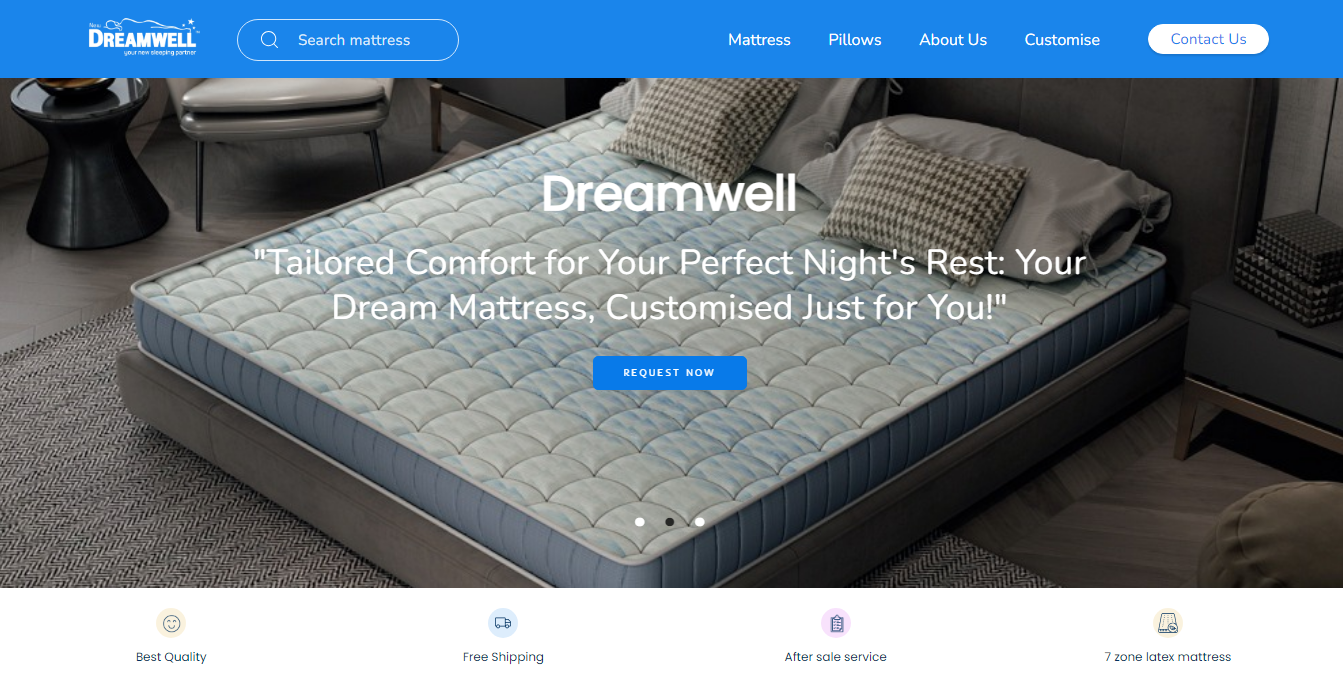 New
DREAMWELL
your new sleeping partner
Search mattress
Mattress
Pillows
About Us
Customise
Contact Us
Dreamwell
"Tailored Comfort for Your Perfect Night's Rest: Your
Dream Mattress, Customised Just for You!"
REQUEST NOW
Best Quality
Free Shipping
After sale service
7 zone latex mattress